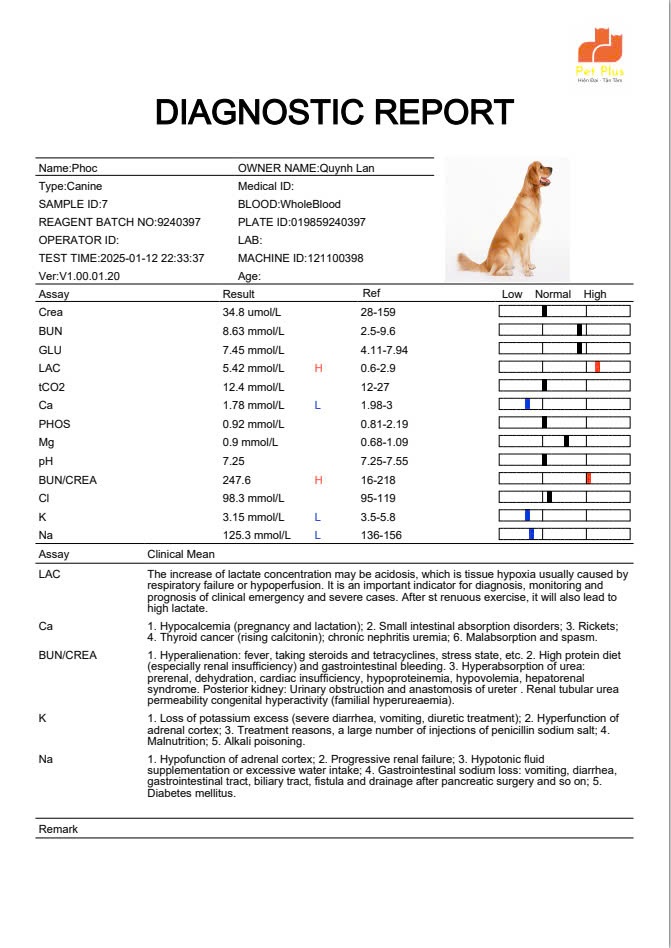 Pet Plus
Hiện Đại - Tận Tâm
DIAGNOSTIC REPORT
Name:Phoc OWNER NAME:Quynh Lan
Type:Canine Medical ID:
SAMPLE ID:7 BLOOD:WholeBlood
REAGENT BATCH NO:9240397 PLATE ID:019859240397
OPERATOR ID: LAB:
TEST TIME:2025-01-12 22:33:37 MACHINE ID:121100398
Ver:V1.00.01.20 Age:
Assay Result Ref Low Normal High
Crea 34.8 umol/L 28-159
BUN 8.63 mmol/L 2.5-9.6
GLU 7.45 mmol/L 4.11-7.94
LAC 5.42 mmol/L H 0.6-2.9
tCO2 12.4 mmol/L 12-27
Ca 1.78 mmol/L L 1.98-3
PHOS 0.92 mmol/L 0.81-2.19
Mg 0.9 mmol/L 0.68-1.09
pH 7.25 7.25-7.55
BUN/CREA 247.6 H 16-218
Cl 98.3 mmol/L 95-119
K 3.15 mmol/L L 3.5-5.8
Na 125.3 mmol/L L 136-156
Assay Clinical Mean
LAC The increase of lactate concentration may be acidosis, which is tissue hypoxia usually caused by
respiratory failure or hypoperfusion. It is an important indicator for diagnosis, monitoring and
prognosis of clinical emergency and severe cases. After st renuous exercise, it will also lead to
high lactate.
Ca 1. Hypocalcemia (pregnancy and lactation); 2. Small intestinal absorption disorders; 3. Rickets;
4. Thyroid cancer (rising calcitonin); chronic nephritis uremia; 6. Malabsorption and spasm.
BUN/CREA 1. Hyperalienation: fever, taking steroids and tetracyclines, stress state, etc. 2. High protein diet
(especially renal insufficiency) and gastrointestinal bleeding. 3. Hyperabsorption of urea:
prerenal, dehydration, cardiac insufficiency, hypoproteinemia, hypovolemia, hepatorenal
syndrome. Posterior kidney: Urinary obstruction and anastomosis of ureter . Renal tubular urea
permeability congenital hyperactivity (familial hyperureaemia).
K 1. Loss of potassium excess (severe diarrhea, vomiting, diuretic treatment); 2. Hyperfunction of
adrenal cortex; 3. Treatment reasons, a large number of injections of penicillin sodium salt; 4.
Malnutrition; 5. Alkali poisoning.
Na 1. Hypofunction of adrenal cortex; 2. Progressive renal failure; 3. Hypotonic fluid
supplementation or excessive water intake; 4. Gastrointestinal sodium loss: vomiting, diarrhea,
gastrointestinal tract, biliary tract, fistula and drainage after pancreatic surgery and so on; 5.
Diabetes mellitus.
Remark